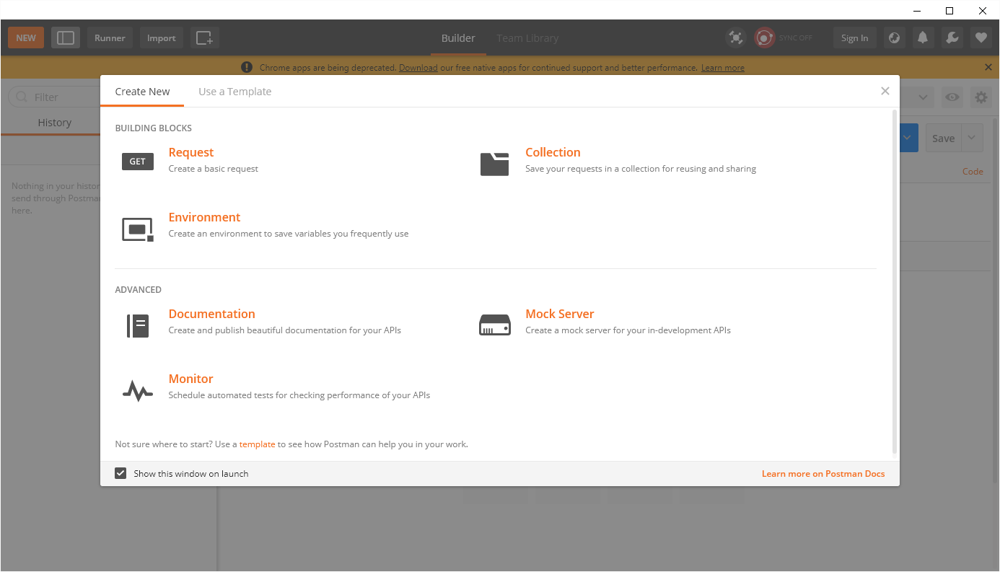 NEW Runner Import Builder Team Library SYNC OFF Sign In
Chrome apps are being deprecated. Download our free native apps for continued support and better performance. Learn more
Filter
Create New Use a Template
History
BUILDING BLOCKS
Save
GET Request
Create a basic request
Collection
Save your requests in a collection for reusing and sharing
Code
Nothing in your histor
send through Postma
here.
Environment
Create an environment to save variables you frequently use
ADVANCED
Documentation
Create and publish beautiful documentation for your APIs
Mock Server
Create a mock server for your in-development APIs
Monitor
Schedule automated tests for checking performance of your APIs
Not sure where to start? Use a template to see how Postman can help you in your work.
Show this window on launch
Learn more on Postman Docs